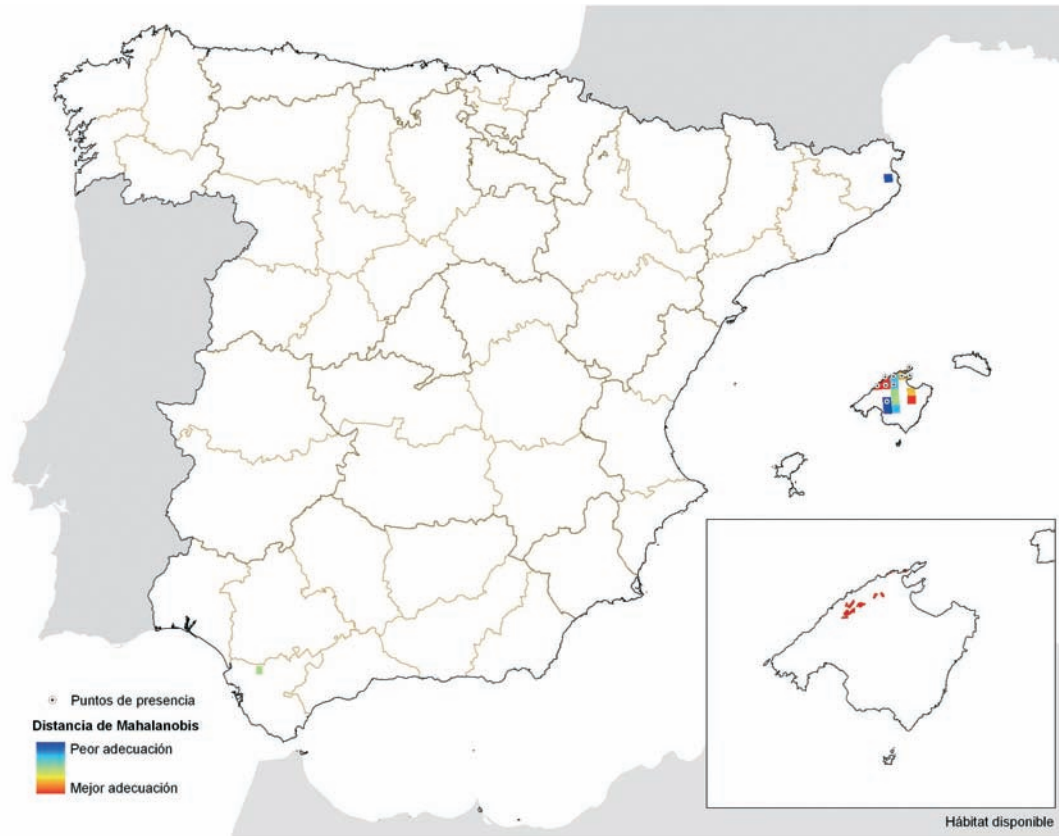 Puntos de presencia
Distancia de Mahalanobis
Peor adecuación
Mejor adecuación
Hábitat disponible